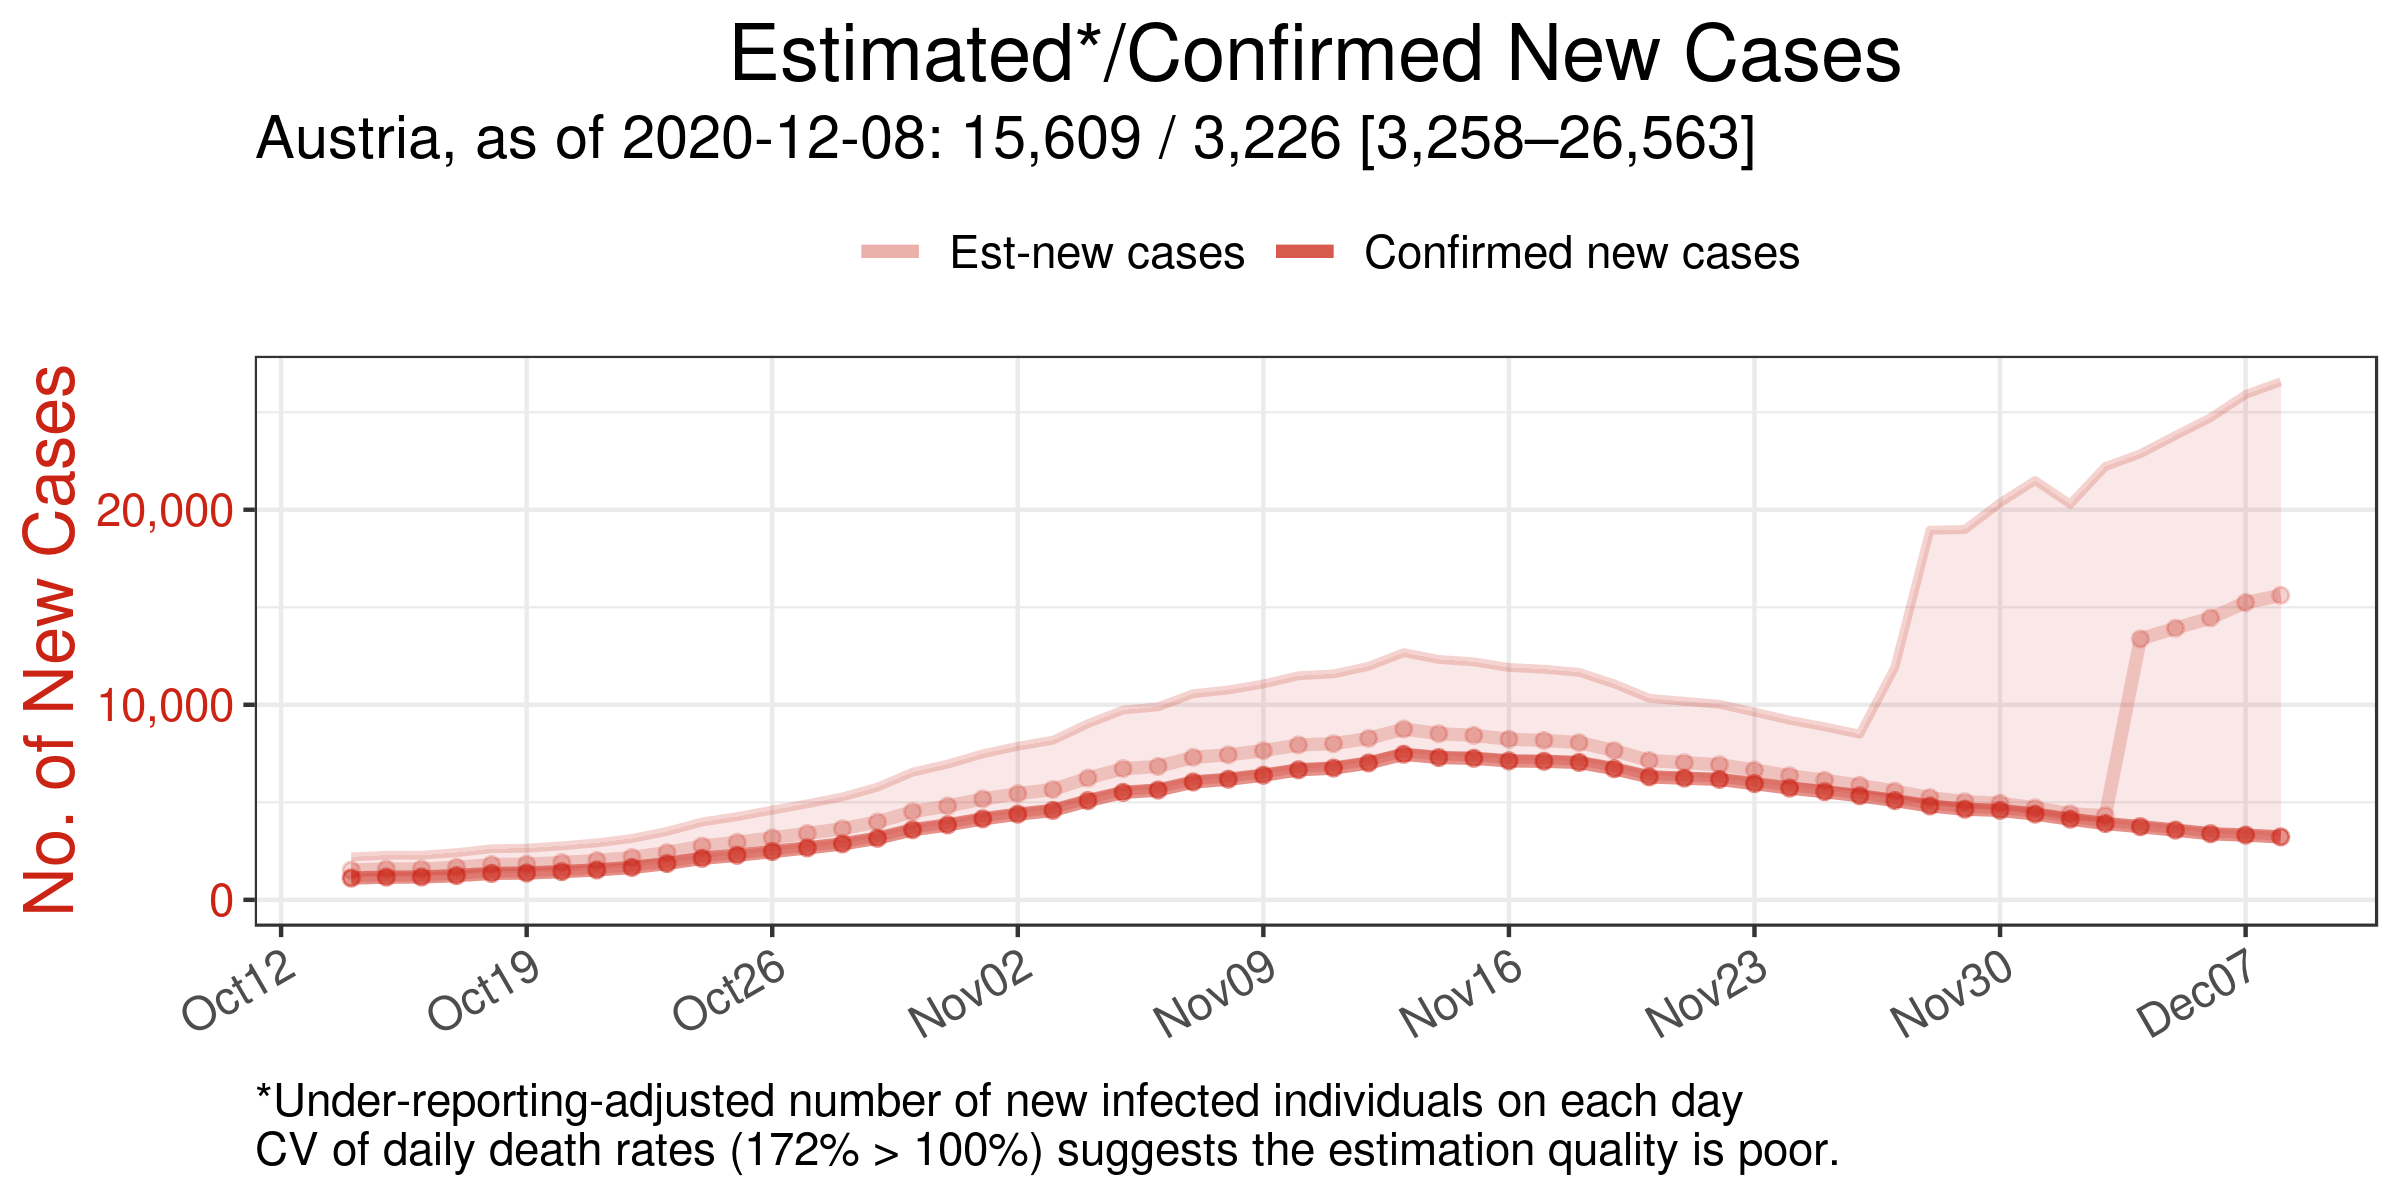 Estimated*/Confirmed New Cases
Austria, as of 2020-12-08: 15,609 / 3,226 [3,258–26,563]
Est-new cases Confirmed new cases
No. of New Cases
20,000
10,000
0
Oct12 Oct19 Oct26 Nov02 Nov09 Nov16 Nov23 Nov30 Dec07
*Under-reporting-adjusted number of new infected individuals on each day
CV of daily death rates (172% > 100%) suggests the estimation quality is poor.